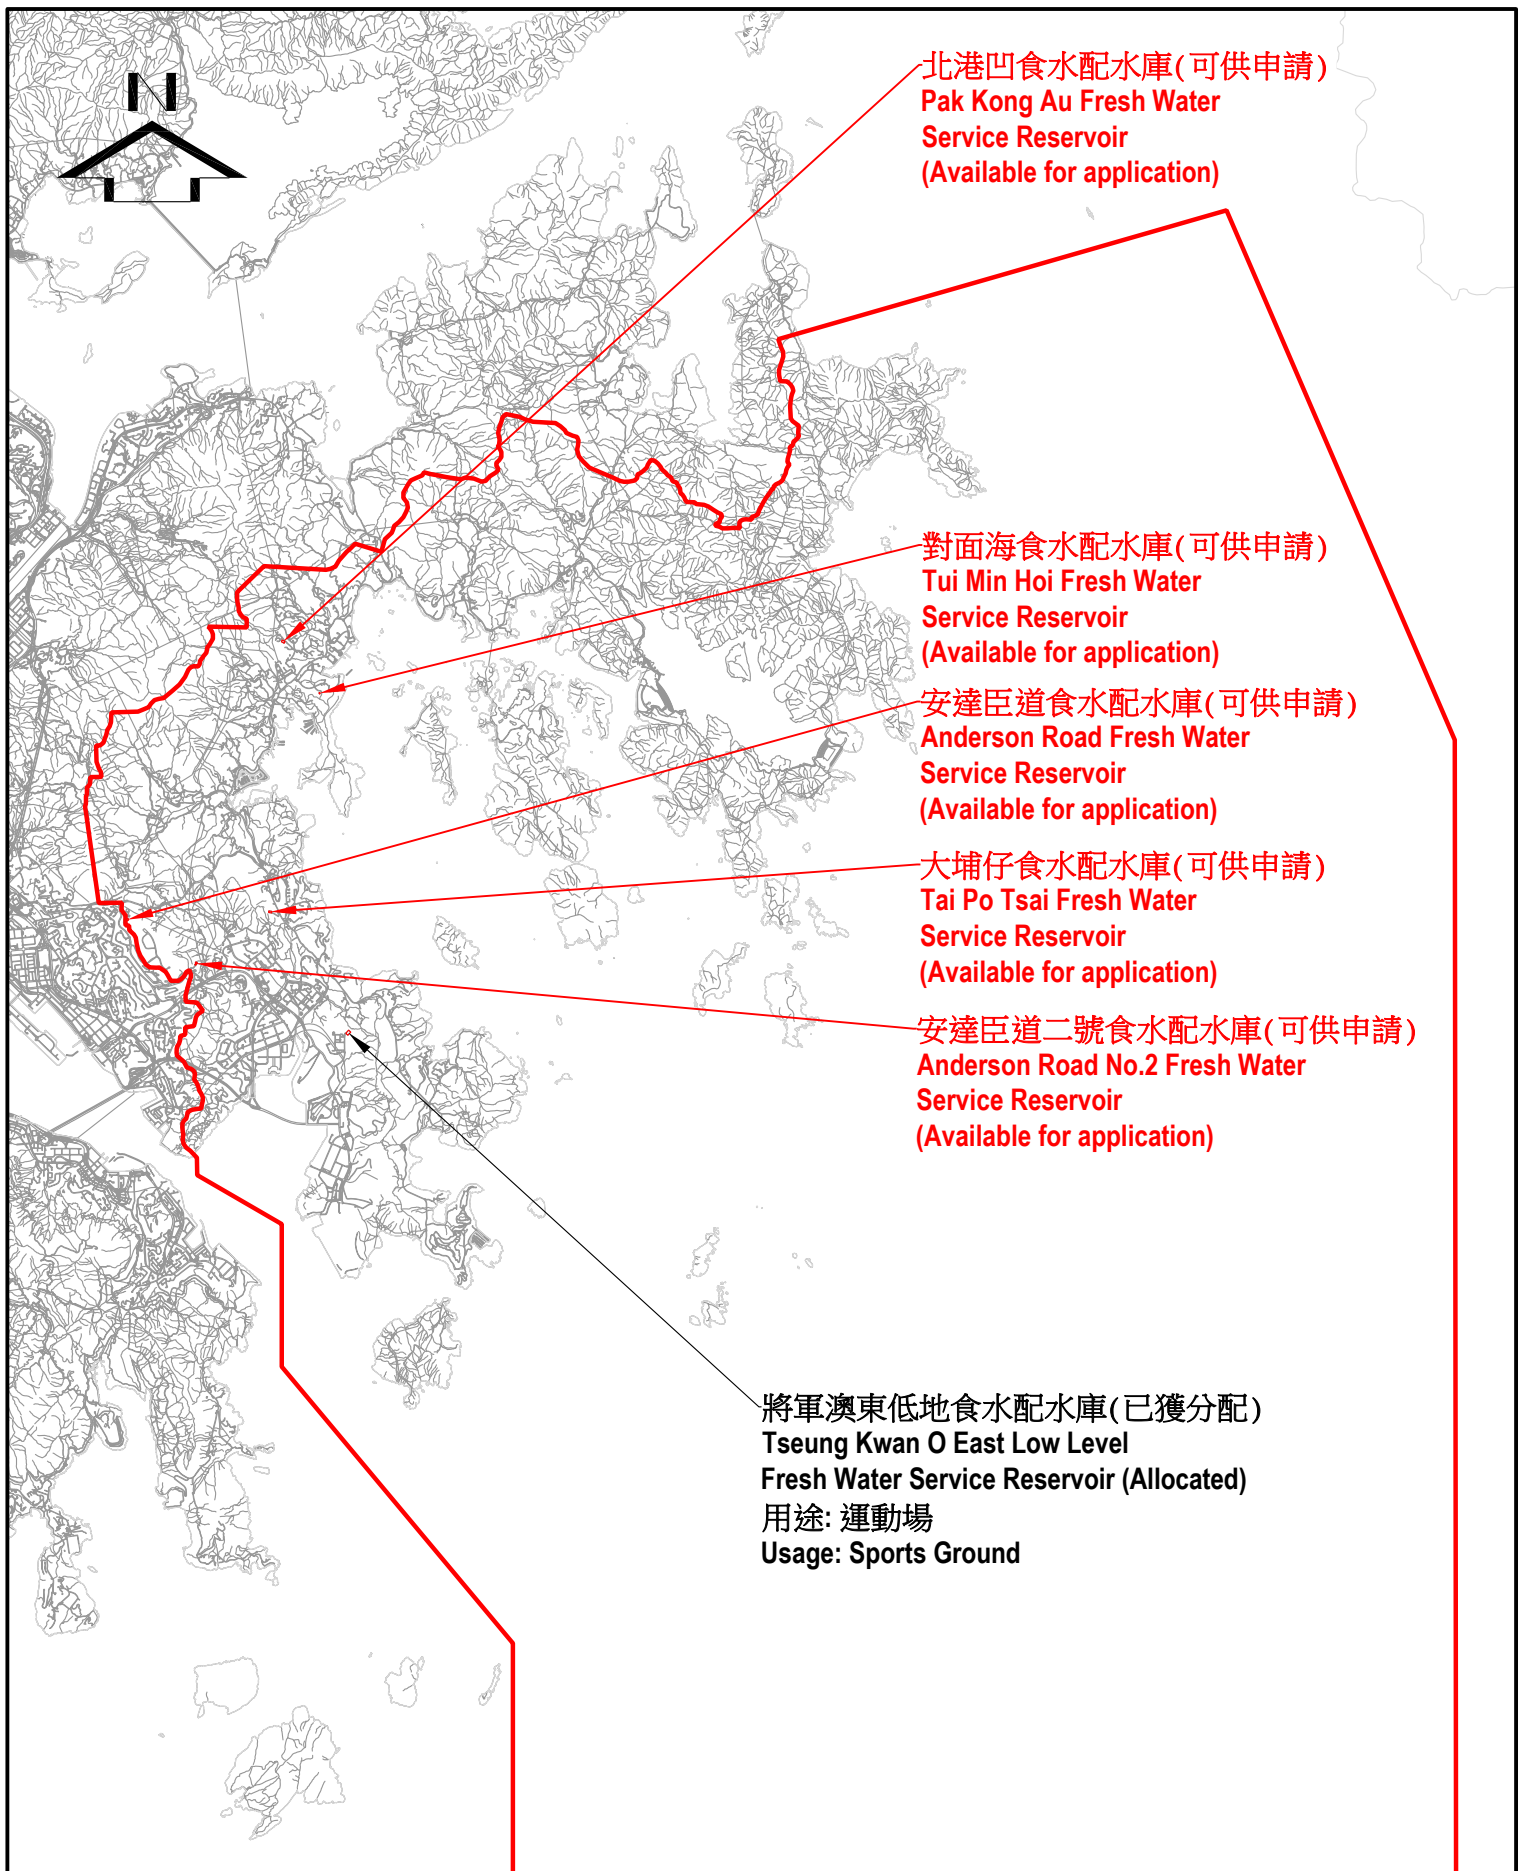 N
北港凹食水配水庫(可供申請)
Pak Kong Au Fresh Water
Service Reservoir
(Available for application)
對面海食水配水庫(可供申請)
Tui Min Hoi Fresh Water
Service Reservoir
(Available for application)
安達臣道食水配水庫(可供申請)
Anderson Road Fresh Water
Service Reservoir
(Available for application)
大埔仔食水配水庫(可供申請)
Tai Po Tsai Fresh Water
Service Reservoir
(Available for application)
安達臣道二號食水配水庫(可供申請)
Anderson Road No.2 Fresh Water
Service Reservoir
(Available for application)
將軍澳東低地食水配水庫(已獲分配)
Tseung Kwan O East Low Level
Fresh Water Service Reservoir (Allocated)
用途: 運動場
Usage: Sports Ground